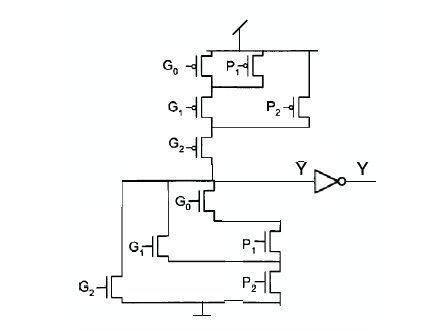 G₀ P₁
G₁ P₂
G₂
Ȳ Y
G₀
G₁ P₁
G₂ P₂